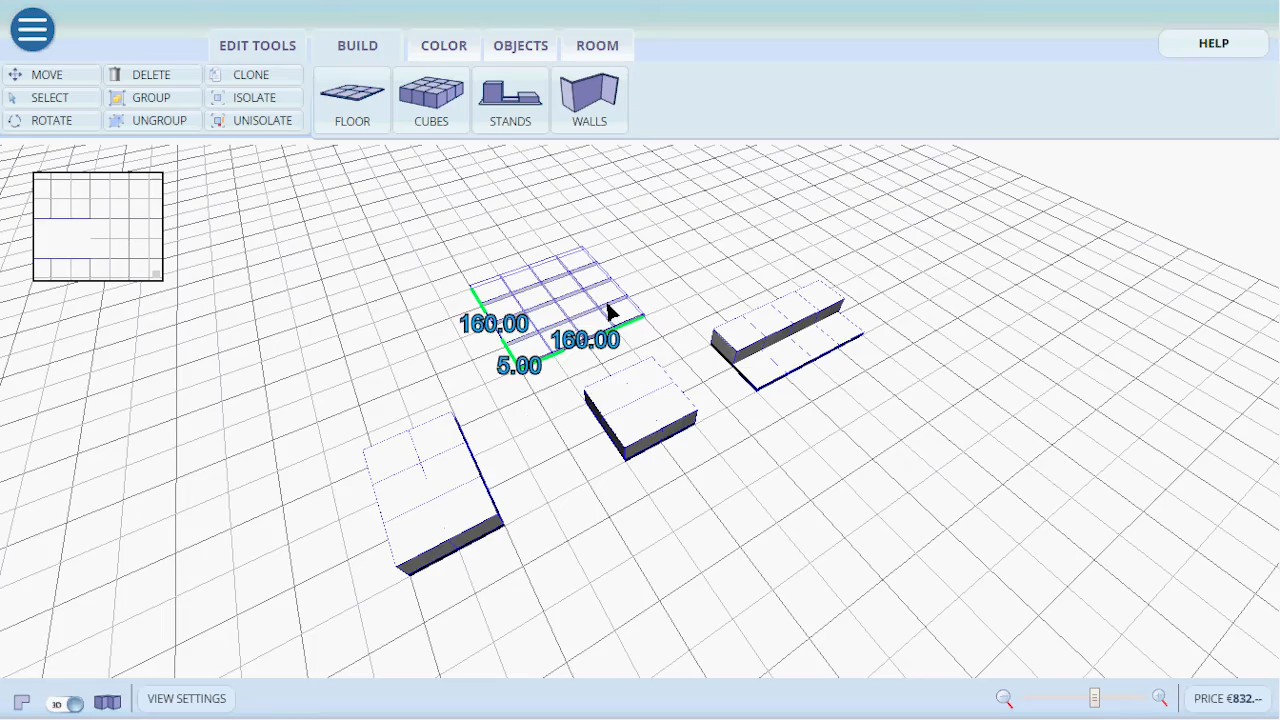 EDIT TOOLS BUILD COLOR OBJECTS ROOM HELP
MOVE DELETE CLONE
SELECT GROUP ISOLATE
ROTATE UNGROUP UNISOLATE
FLOOR CUBES STANDS WALLS
160.00
160.00
5.00
3D VIEW SETTINGS PRICE €832.--